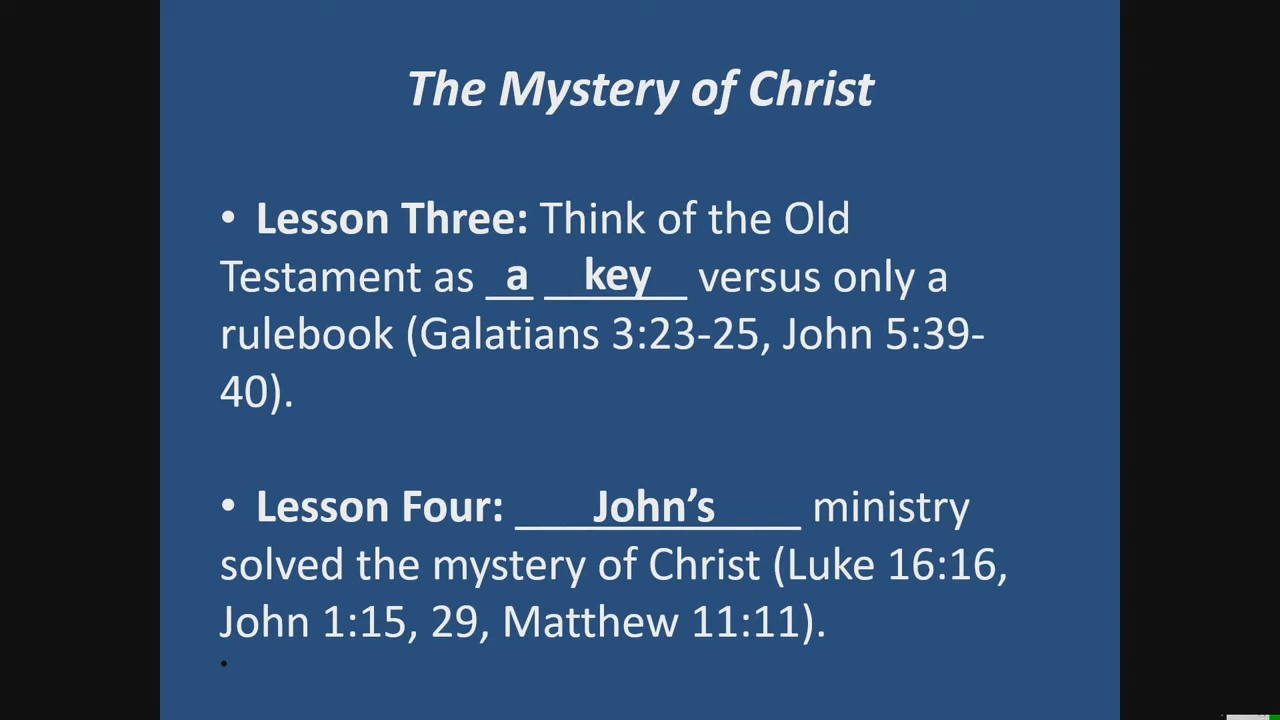 The Mystery of Christ
• Lesson Three: Think of the Old
Testament as __a__ ___key___ versus only a
rulebook (Galatians 3:23-25, John 5:39-
40).
• Lesson Four: ____John’s____ ministry
solved the mystery of Christ (Luke 16:16,
John 1:15, 29, Matthew 11:11).
•